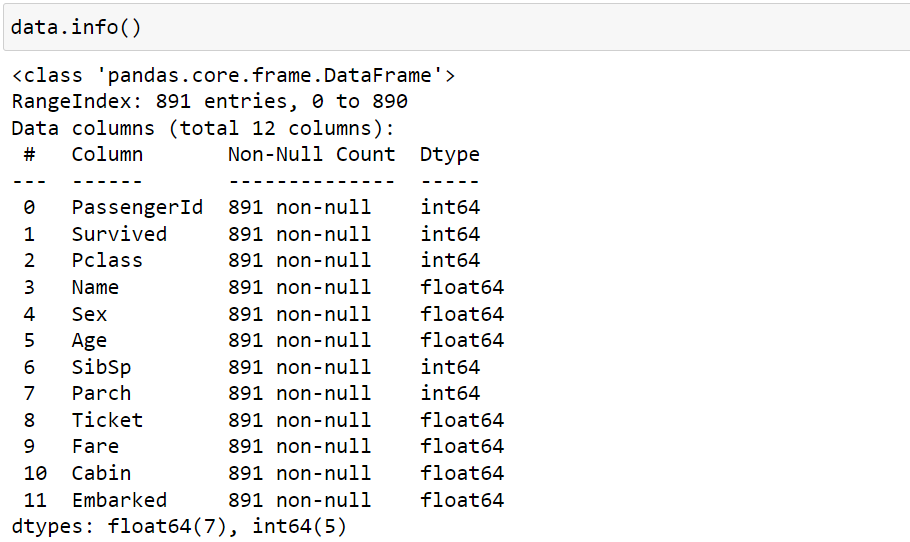 data.info()
<class 'pandas.core.frame.DataFrame'>
RangeIndex: 891 entries, 0 to 890
Data columns (total 12 columns):
 #   Column       Non-Null Count  Dtype
---  ------       --------------  -----
 0   PassengerId  891 non-null    int64
 1   Survived     891 non-null    int64
 2   Pclass       891 non-null    int64
 3   Name         891 non-null    float64
 4   Sex          891 non-null    float64
 5   Age          891 non-null    float64
 6   SibSp        891 non-null    int64
 7   Parch        891 non-null    int64
 8   Ticket       891 non-null    float64
 9   Fare         891 non-null    float64
 10  Cabin        891 non-null    float64
 11  Embarked     891 non-null    float64
dtypes: float64(7), int64(5)